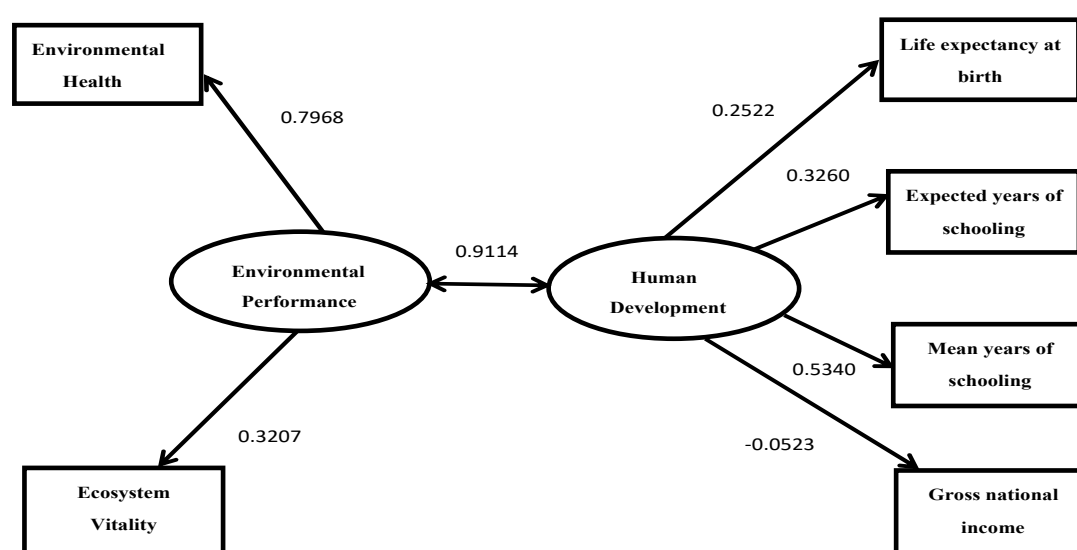 Environmental
Health
0.7968
Life expectancy at
birth
0.2522
0.3260
Expected years of
schooling
Environmental
Performance
0.9114
Human
Development
Mean years of
schooling
0.5340
0.3207
-0.0523
Ecosystem
Vitality
Gross national
income